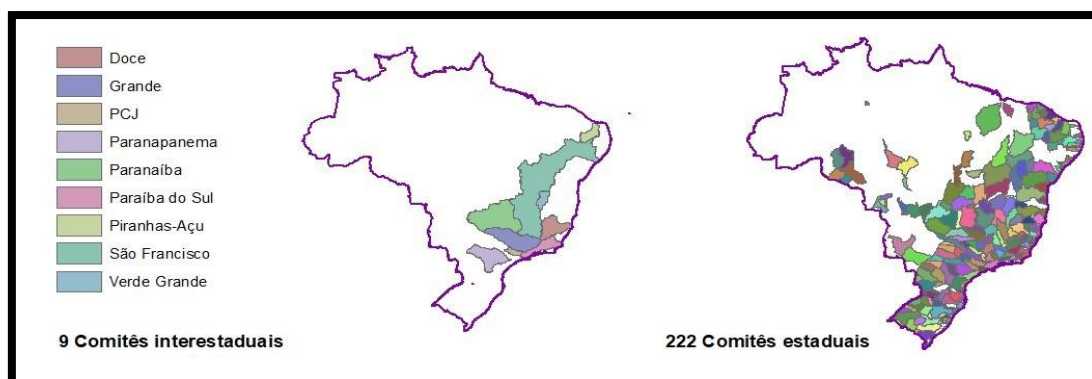 Doce
Grande
PCJ
Paranapanema
Paranaíba
Paraíba do Sul
Piranhas-Açu
São Francisco
Verde Grande
9 Comitês interestaduais
222 Comitês estaduais